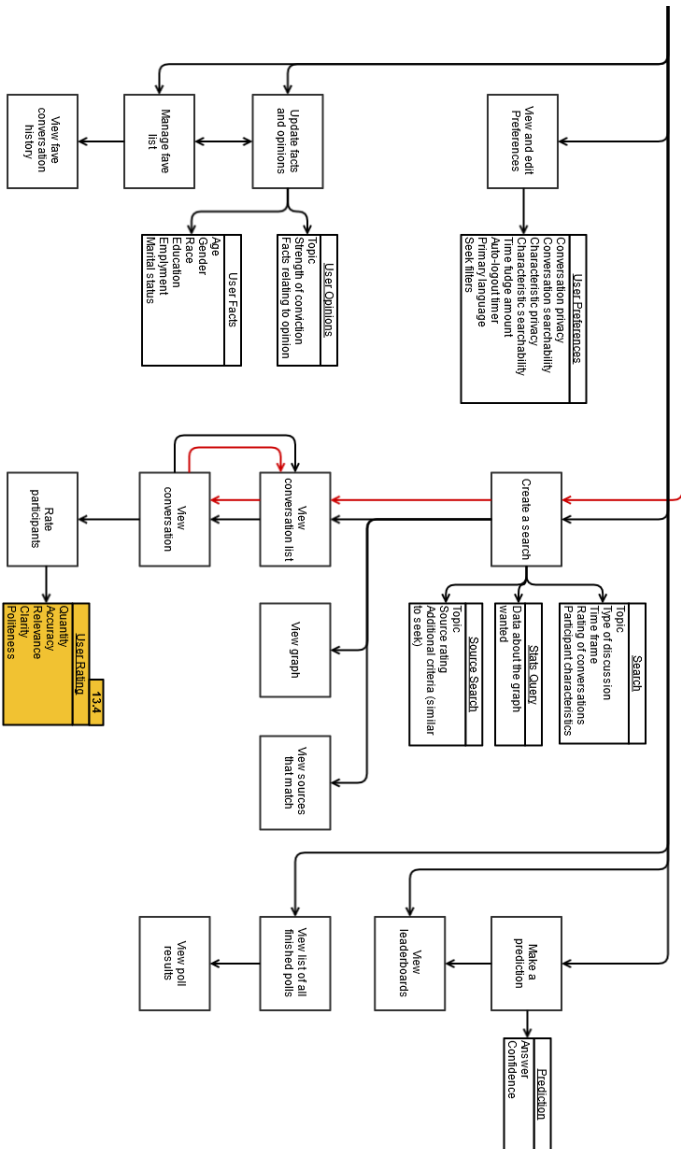 View and edit
Preferences
User Preferences
Conversation privacy
Conversation searchability
Characteristic privacy
Characteristic searchability
Time fudge amount
Auto-logout timer
Primary language
Seek filters
Update facts
and opinions
User Opinions
Topic
Strength of conviction
Facts relating to opinion
User Facts
Age
Gender
Race
Education
Emplyment
Marital status
Manage fave
list
View fave
conversation
history
Create a search
Search
Topic
Type of discussion
Time frame
Rating of conversations
Participant characteristics
Stats Query
Data about the graph
wanted
Source Search
Topic
Source rating
Additional criteria (similar
to seek)
View
conversation list
View
conversation
Rate
participants
13.4
User Rating
Quantity
Accuracy
Relevance
Clarity
Politeness
View graph
View sources
that match
Make a
prediction
Prediction
Answer
Confidence
View
leaderboards
View list of all
finished polls
View poll
results